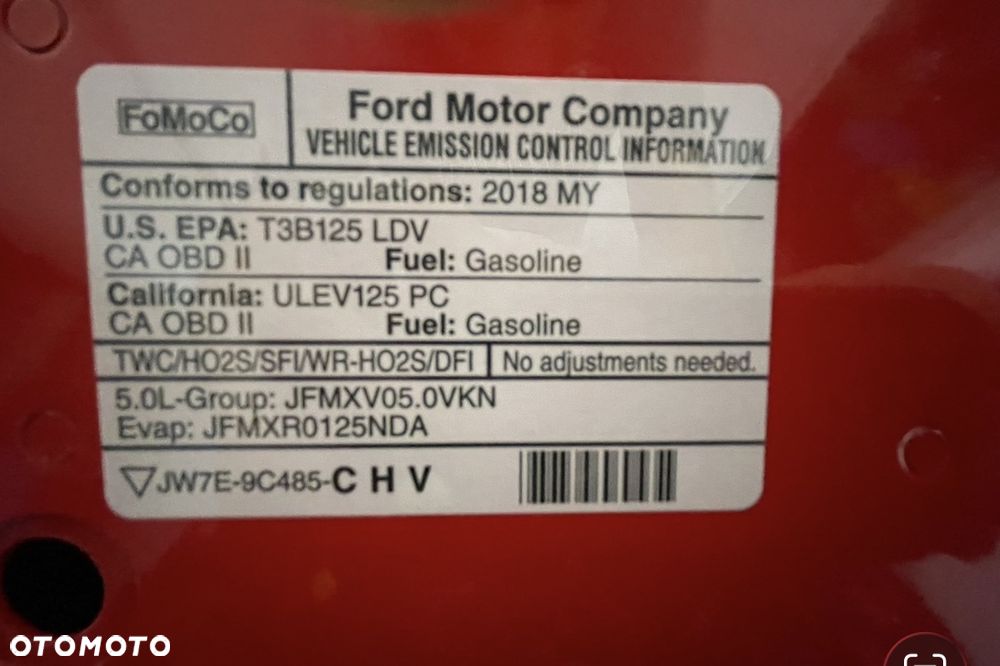 FoMoCo
Ford Motor Company
VEHICLE EMISSION CONTROL INFORMATION
Conforms to regulations: 2018 MY
U.S. EPA: T3B125 LDV
CA OBD II Fuel: Gasoline
California: ULEV125 PC
CA OBD II Fuel: Gasoline
TWC/HO2S/SFI/WR-HO2S/DFI No adjustments needed.
5.0L-Group: JFMXV05.0VKN
Evap: JFMXR0125NDA
JW7E-9C485-C H V
OTOMOTO